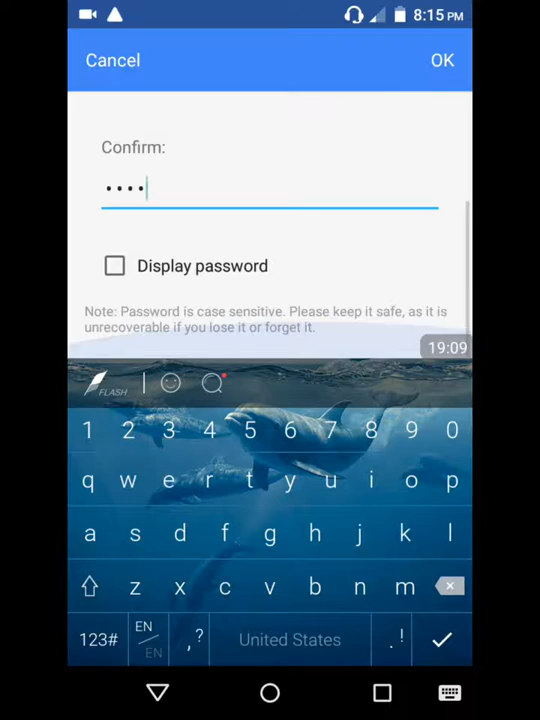 8:15 PM
Cancel OK
Confirm:
••••
Display password
Note: Password is case sensitive. Please keep it safe, as it is
unrecoverable if you lose it or forget it.
19:09
FLASH
1 2 3 4 5 6 7 8 9 0
q w e r t y u i o p
a s d f g h j k l
z x c v b n m
123# EN EN ,? United States .!